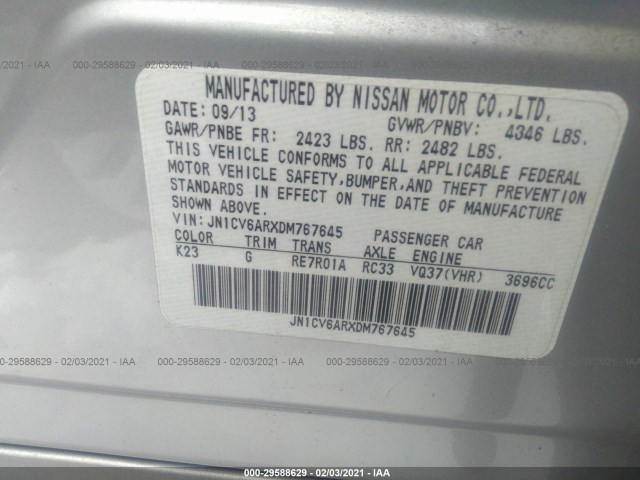 000-29588629 - 02/03/2021 - IAA
000-29588629 - 02/03/2021 - IAA
MANUFACTURED BY NISSAN MOTOR CO.,LTD.
DATE: 09/13 GVWR/PNBV: 4346 LBS.
GAWR/PNBE FR: 2423 LBS. RR: 2482 LBS.
THIS VEHICLE CONFORMS TO ALL APPLICABLE FEDERAL
MOTOR VEHICLE SAFETY,BUMPER,AND THEFT PREVENTION
STANDARDS IN EFFECT ON THE DATE OF MANUFACTURE
SHOWN ABOVE.
VIN: JN1CV6ARXDM767645 PASSENGER CAR
COLOR TRIM TRANS AXLE ENGINE
K23 G RE7R01A RC33 VQ37(VHR) 3696CC
JN1CV6ARXDM767645
000-29588629 - 02/03/2021 - IAA
000-29588629 - 02/03/2021 - IAA
000-29588629 - 02/03/2021 - IAA